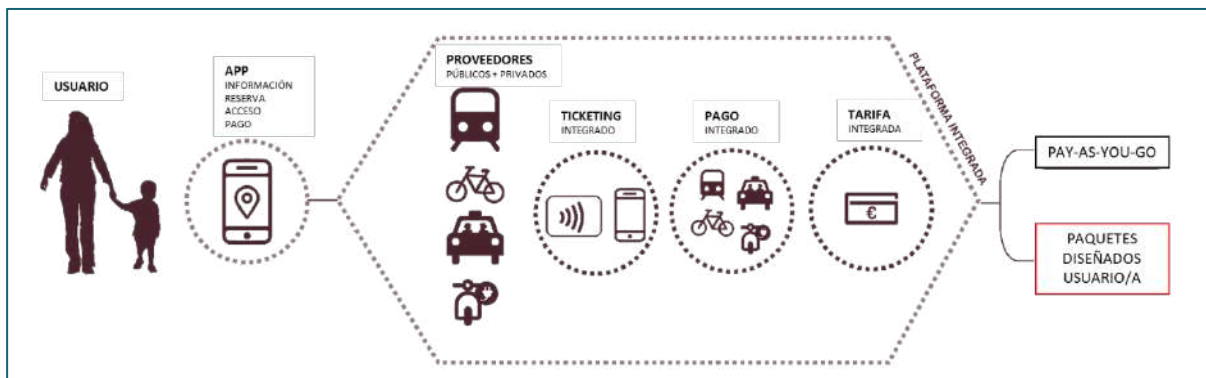 USUARIO
APP
INFORMACIÓN
RESERVA
ACCESO
PAGO
PROVEEDORES
PÚBLICOS + PRIVADOS
TICKETING
INTEGRADO
PAGO
INTEGRADO
TARIFA
INTEGRADA
€
PLATAFORMA INTEGRADA
PAY-AS-YOU-GO
PAQUETES
DISEÑADOS
USUARIO/A